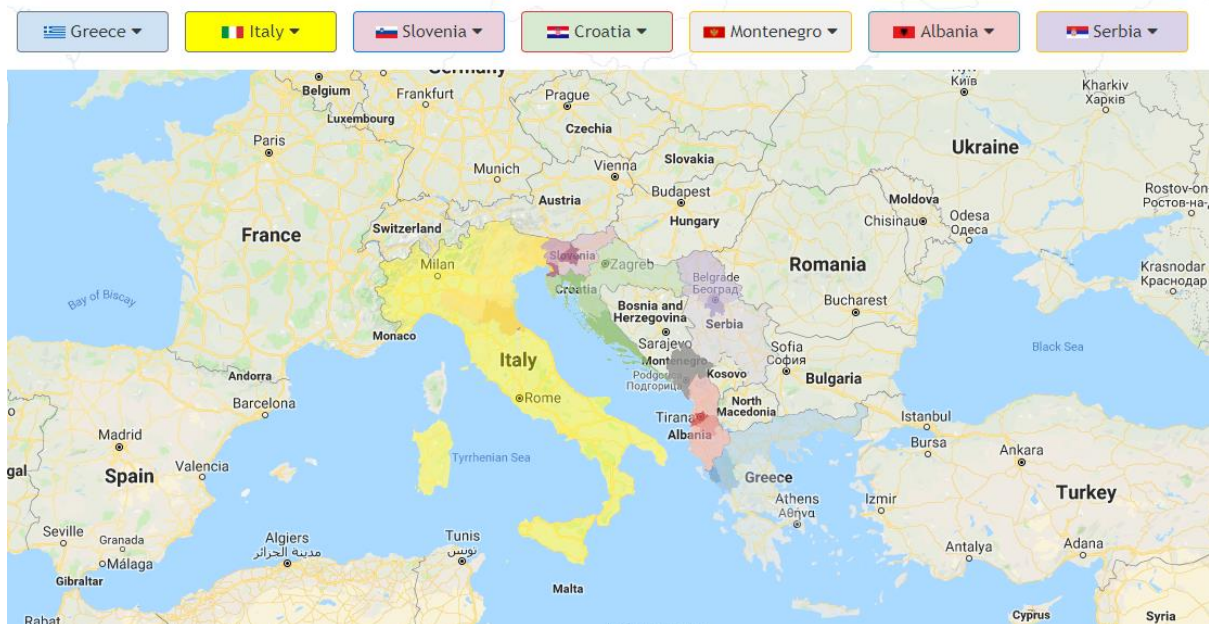 Greece
Italy
Slovenia
Croatia
Montenegro
Albania
Serbia
Germany
Belgium
Frankfurt
Luxembourg
Paris
Prague
Czechia
Київ
Kharkiv
Харків
Ukraine
Munich
Vienna
Slovakia
Austria
Budapest
Hungary
Moldova
Chisinau
Odesa
Одеса
Rostov-on
Ростов-на-
France
Switzerland
Milan
Slovenia
Zagreb
Croatia
Belgrade
Београд
Romania
Bucharest
Krasnodar
Краснодар
Bay of Biscay
Monaco
Bosnia and
Herzegovina
Sarajevo
Serbia
Italy
Montenegro
Podgorica
Подгорица
Kosovo
Sofia
София
Bulgaria
Black Sea
Andorra
Barcelona
Rome
North
Macedonia
Tirana
Albania
Istanbul
Bursa
Ankara
Madrid
Spain
Valencia
Tyrrhenian Sea
Greece
Athens
Αθήνα
Izmir
Turkey
gal
Seville
Granada
Málaga
Gibraltar
Algiers
مدينة الجزائر
Tunis
تونس
Malta
Antalya
Adana
Cyprus
Syria
Rabat